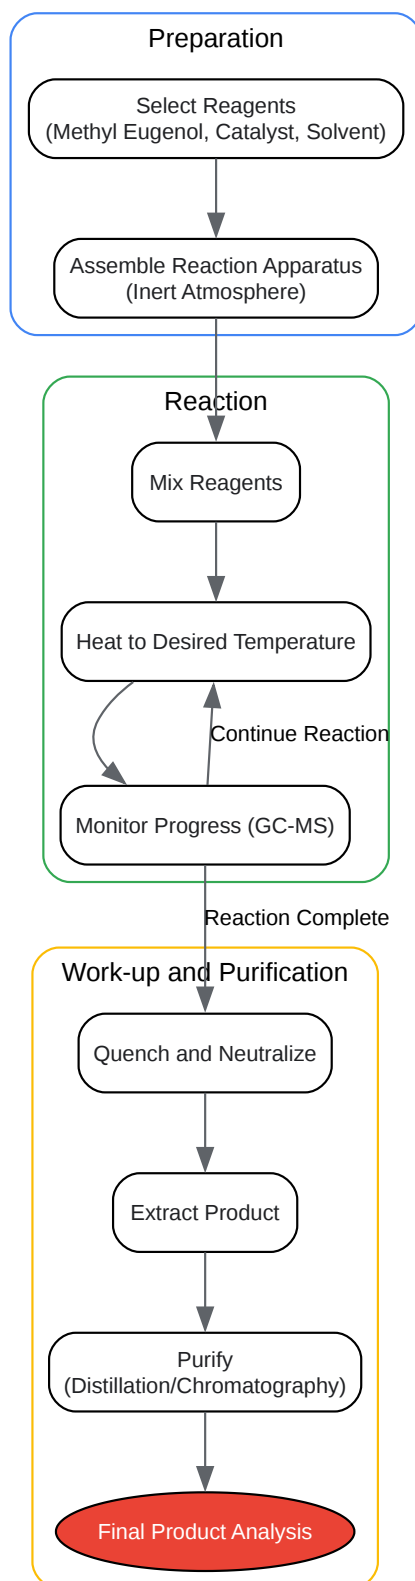 Preparation
Select Reagents
(Methyl Eugenol, Catalyst, Solvent)
Assemble Reaction Apparatus
(Inert Atmosphere)
Reaction
Mix Reagents
Heat to Desired Temperature
Continue Reaction
Monitor Progress (GC-MS)
Reaction Complete
Work-up and Purification
Quench and Neutralize
Extract Product
Purify
(Distillation/Chromatography)
Final Product Analysis